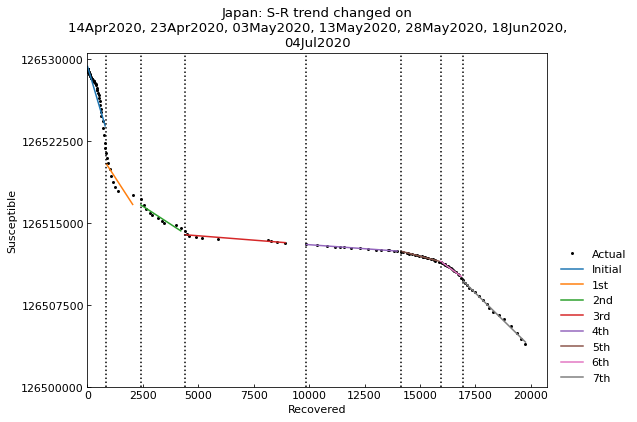 Japan: S-R trend changed on
14Apr2020, 23Apr2020, 03May2020, 13May2020, 28May2020, 18Jun2020,
04Jul2020
126530000
126522500
126515000
126507500
126500000
Susceptible
0
2500
5000
7500
10000
12500
15000
17500
20000
Recovered
Actual
Initial
1st
2nd
3rd
4th
5th
6th
7th